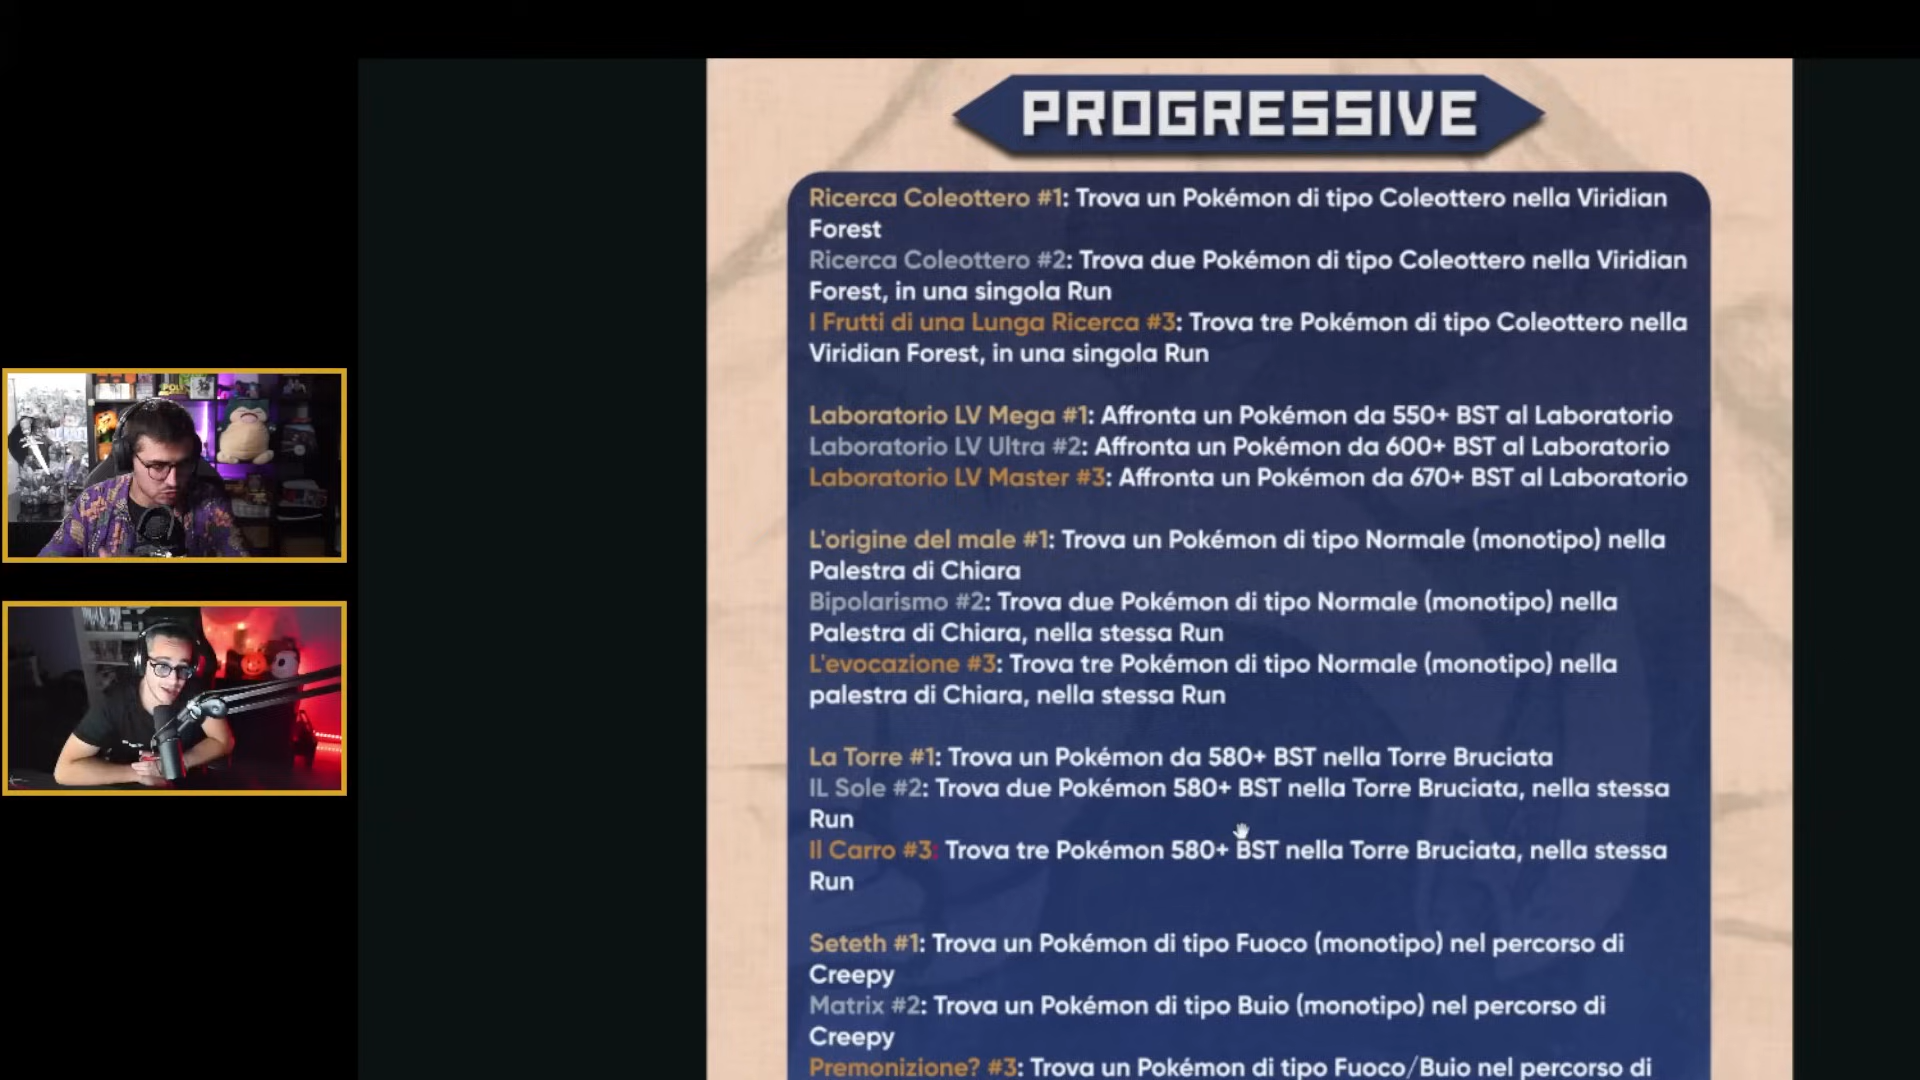 PROGRESSIVE
Ricerca Coleottero #1: Trova un Pokémon di tipo Coleottero nella Viridian
Forest
Ricerca Coleottero #2: Trova due Pokémon di tipo Coleottero nella Viridian
Forest, in una singola Run
I Frutti di una Lunga Ricerca #3: Trova tre Pokémon di tipo Coleottero nella
Viridian Forest, in una singola Run
Laboratorio LV Mega #1: Affronta un Pokémon da 550+ BST al Laboratorio
Laboratorio LV Ultra #2: Affronta un Pokémon da 600+ BST al Laboratorio
Laboratorio LV Master #3: Affronta un Pokémon da 670+ BST al Laboratorio
L'origine del male #1: Trova un Pokémon di tipo Normale (monotipo) nella
Palestra di Chiara
Bipolarismo #2: Trova due Pokémon di tipo Normale (monotipo) nella
Palestra di Chiara, nella stessa Run
L'evocazione #3: Trova tre Pokémon di tipo Normale (monotipo) nella
palestra di Chiara, nella stessa Run
La Torre #1: Trova un Pokémon da 580+ BST nella Torre Bruciata
IL Sole #2: Trova due Pokémon 580+ BST nella Torre Bruciata, nella stessa
Run
Il Carro #3: Trova tre Pokémon 580+ BST nella Torre Bruciata, nella stessa
Run
Seteth #1: Trova un Pokémon di tipo Fuoco (monotipo) nel percorso di
Creepy
Matrix #2: Trova un Pokémon di tipo Buio (monotipo) nel percorso di
Creepy
Premonizione? #3: Trova un Pokémon di tipo Fuoco/Buio nel percorso di